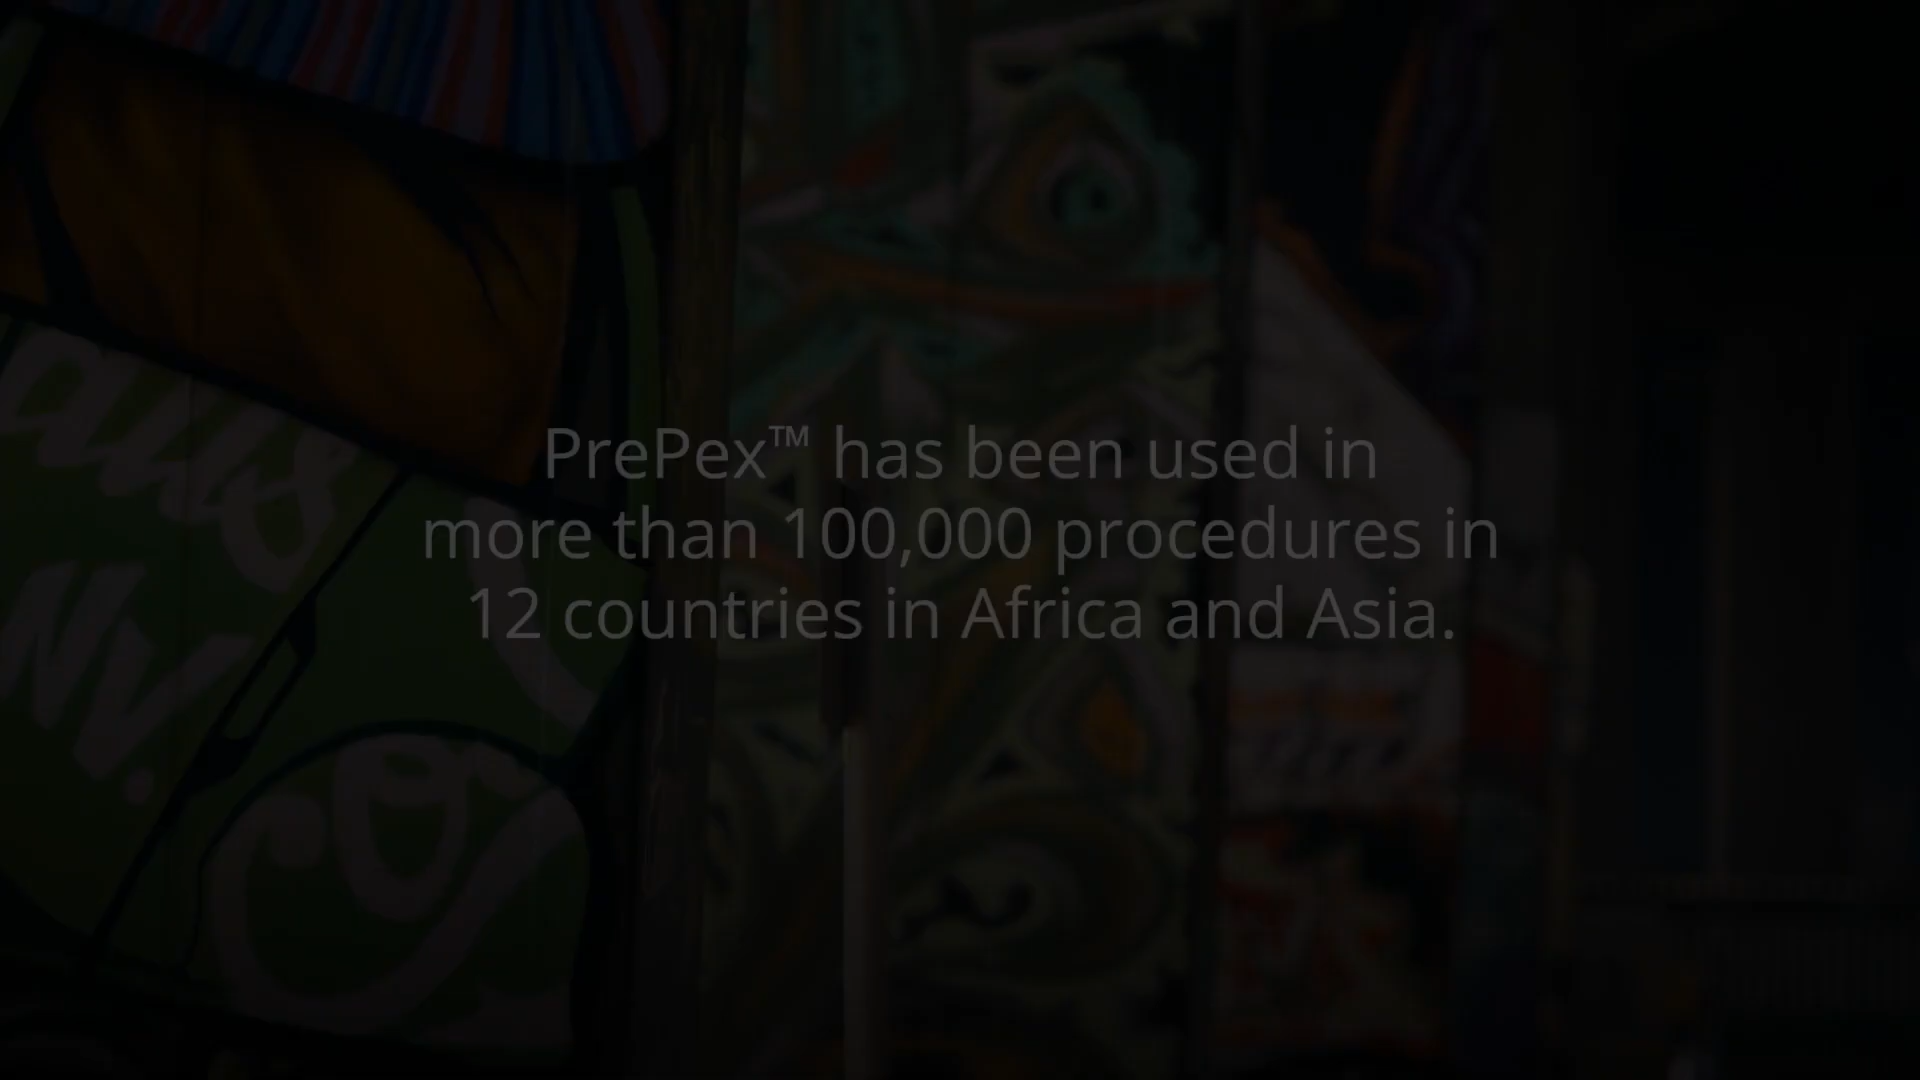 PrePex™ has been used in
more than 100,000 procedures in
12 countries in Africa and Asia.